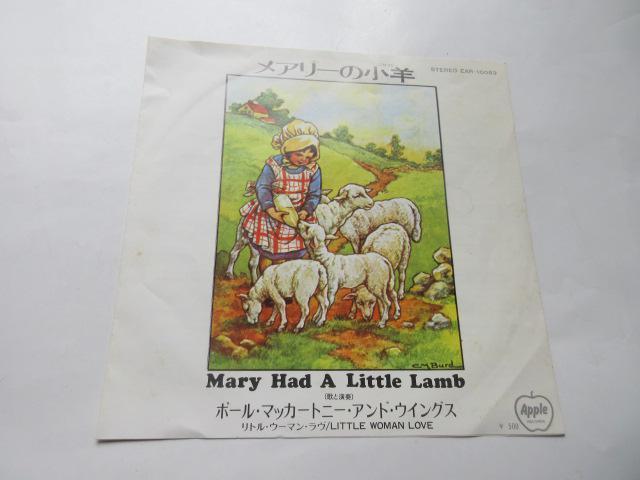 メアリーの小羊
STEREO EAR-10083
C.M.Burd
Mary Had A Little Lamb
(歌と演奏)
ポール・マッカートニー・アンド・ウイングス
リトル・ウーマン・ラヴ/LITTLE WOMAN LOVE
Apple
RECORDS
¥ 500